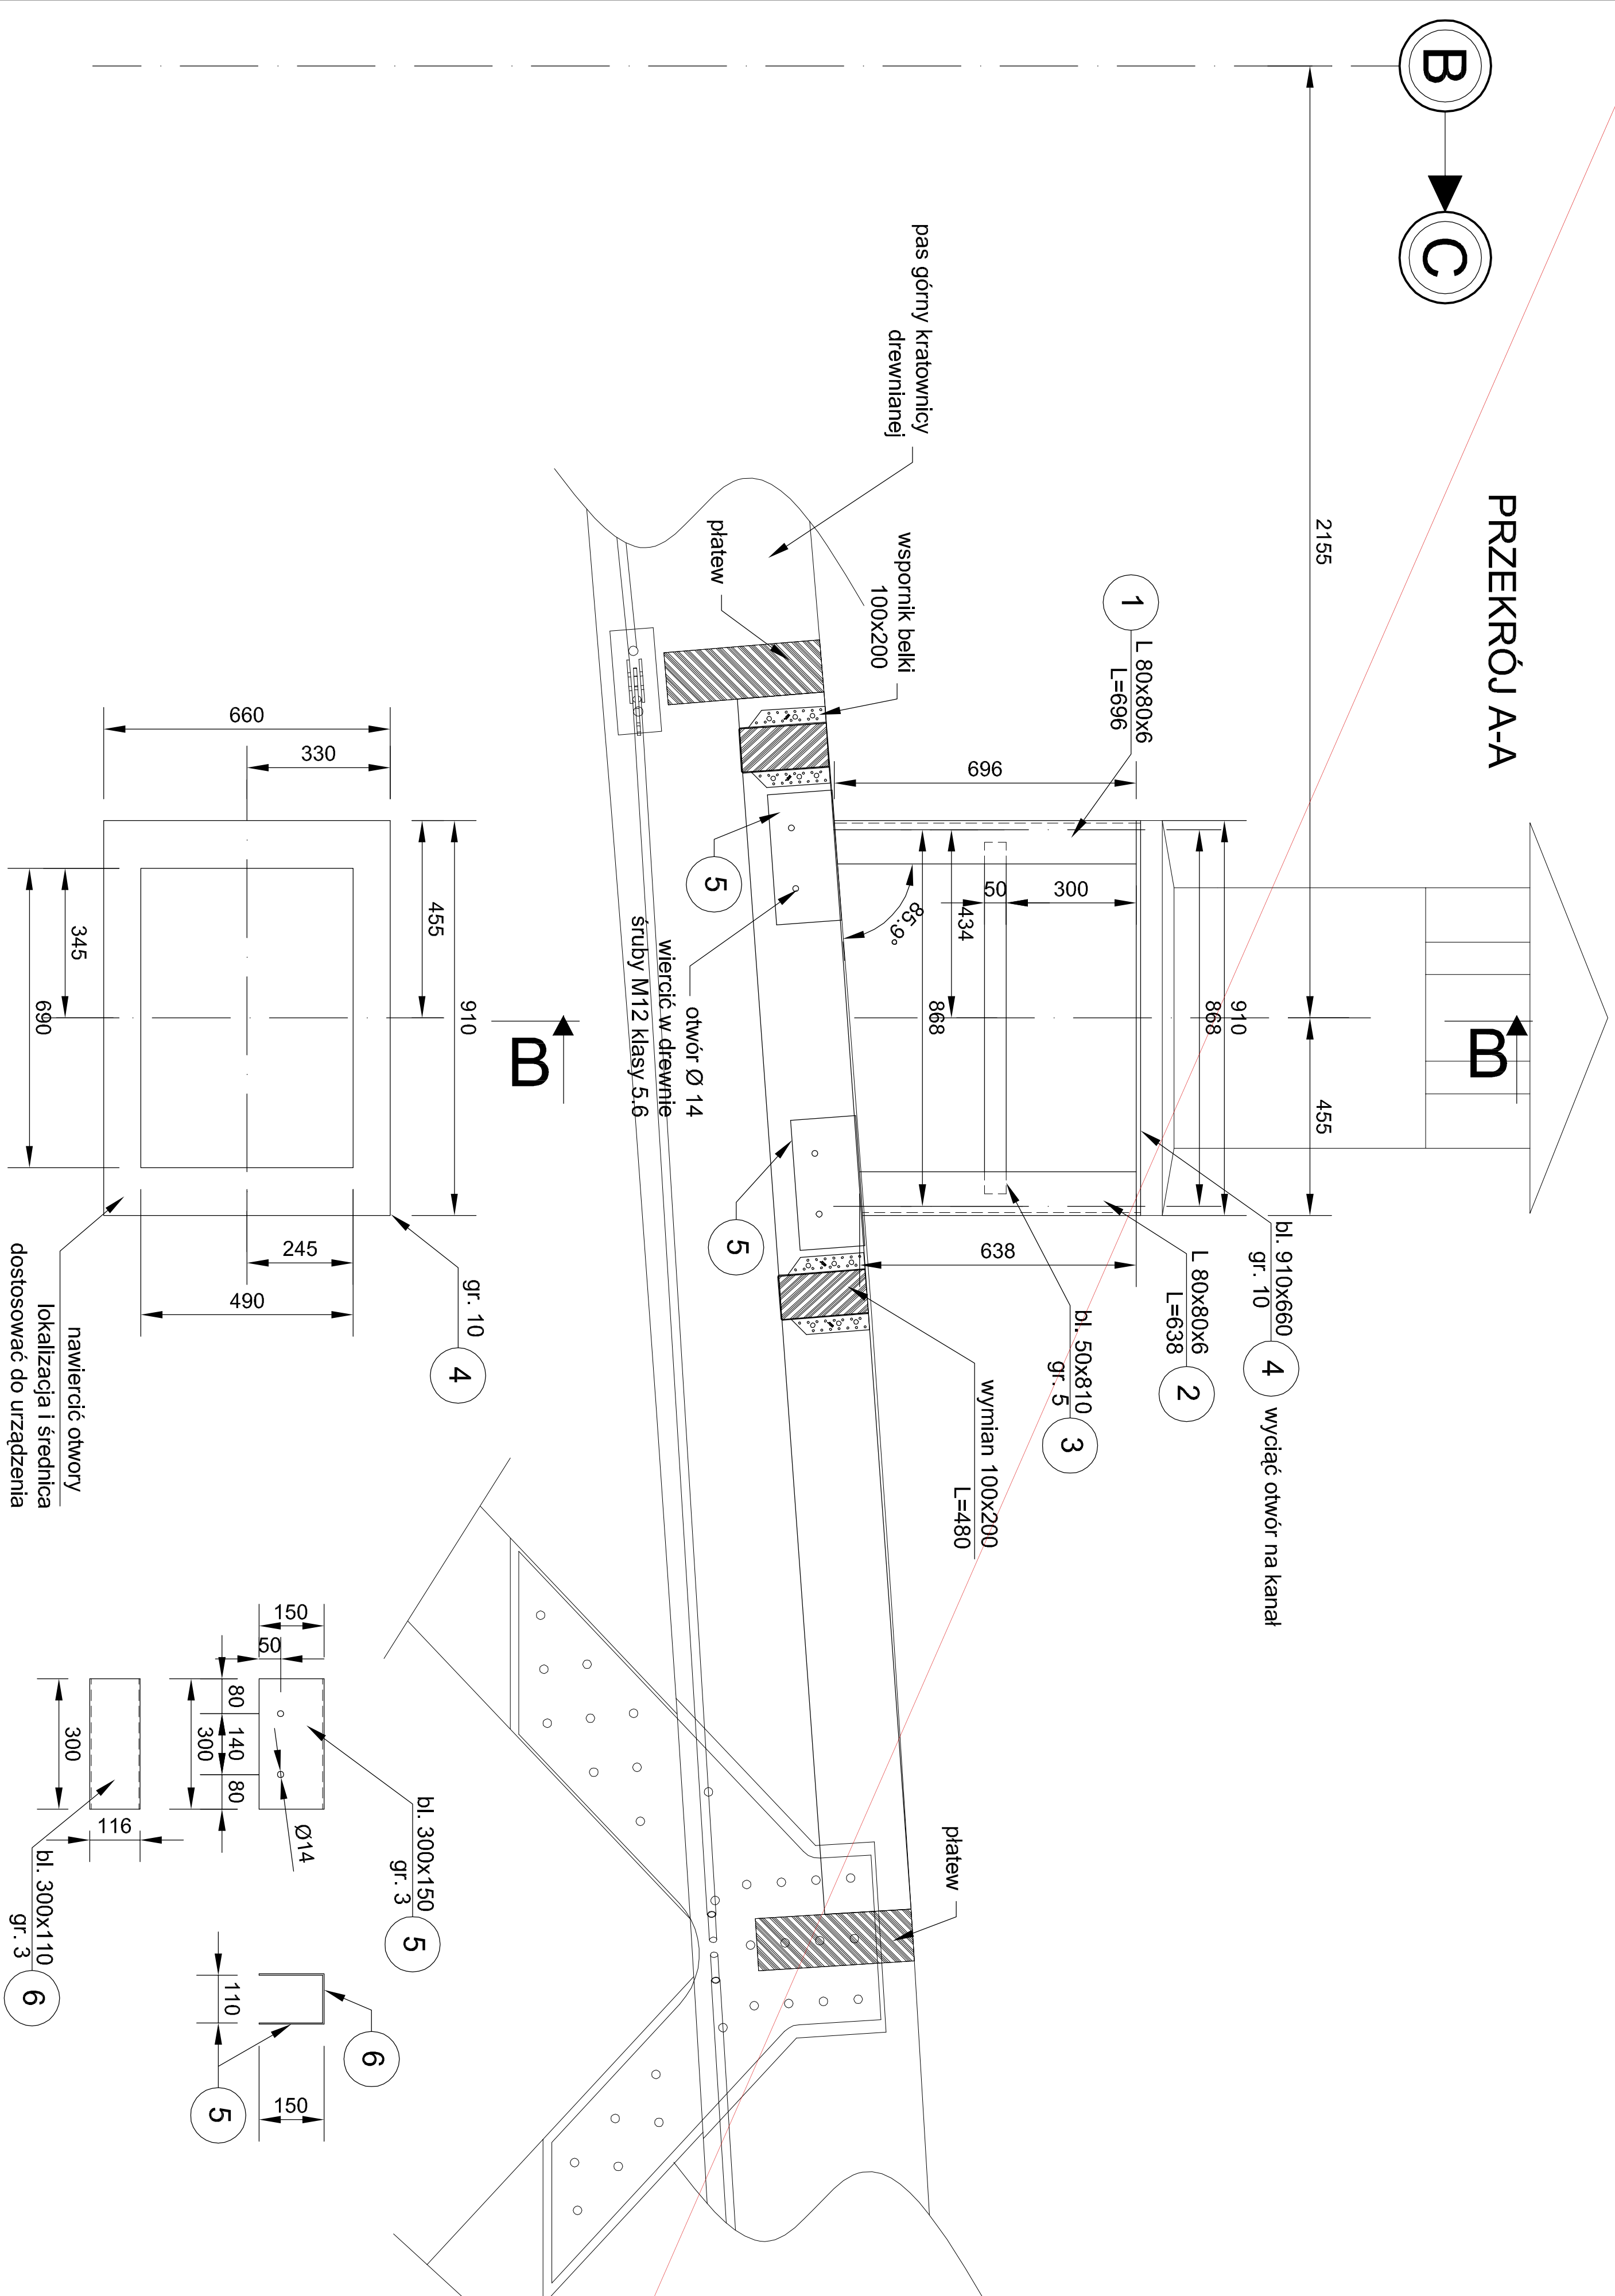 B
C
PRZEKRÓJ A-A
2155
455
B
B
pas górny kratownicy
drewnianej
płatew
wspornik belki
100x200
1
L 80x80x6
L=696
696
910
868
50
300
434
868
85.9°
638
bl. 910x660
gr. 10
4
wyciąć otwór na kanał
L 80x80x6
L=638
2
bl. 50x810
gr. 5
3
wymian 100x200
L=480
5
5
otwór Ø 14
wiercić w drewnie
śruby M12 klasy 5.6
płatew
660
330
910
455
345
690
245
490
gr. 10
4
nawiercić otwory
lokalizacja i średnica
dostosować do urządzenia
150
50
80
140
80
300
Ø14
bl. 300x150
gr. 3
5
300
116
bl. 300x110
gr. 3
6
110
150
6
5